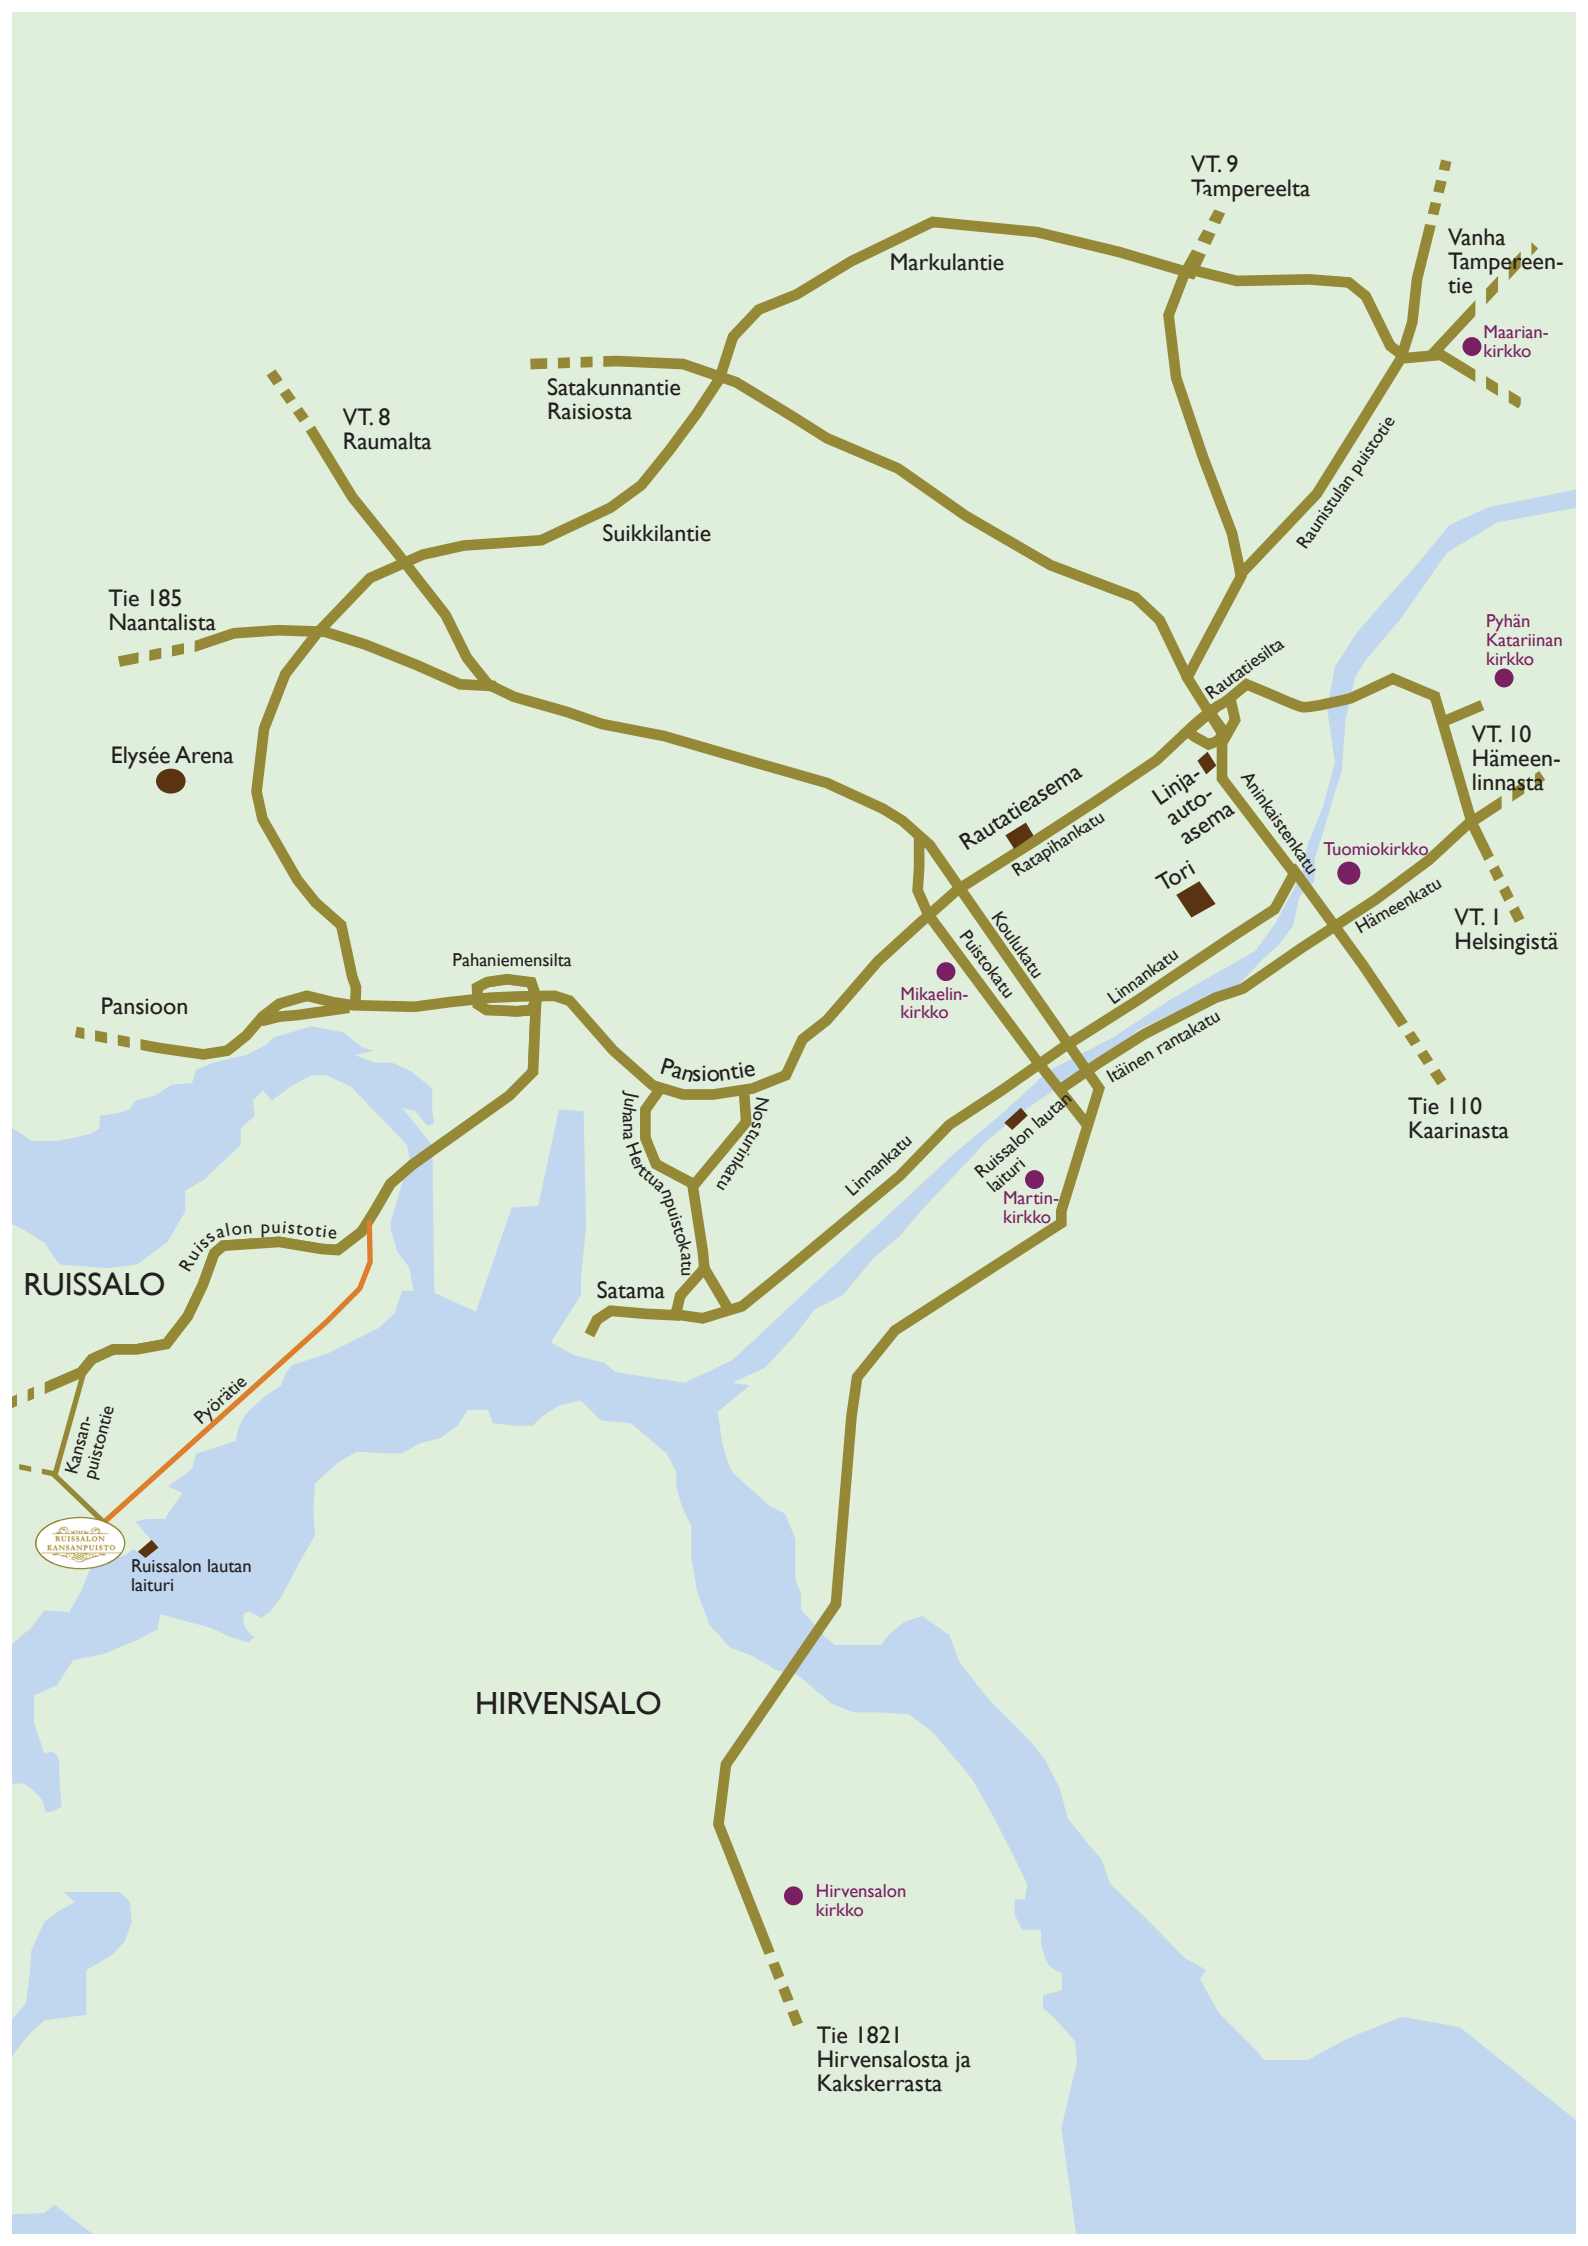 VT. 9
Tampereelta
Vanha
Tampereen-
tie
Markulantie
Maarian-
kirkko
Satakunnantie
Raisiosta
VT. 8
Raumalta
Raunistulan puistotie
Suikkilantie
Tie 185
Naantalista
Pyhän
Katariinan
kirkko
Rautatiesilta
VT. 10
Hämeen-
linnasta
Elysée Arena
Rautatieasema
Linja-
auto-
asema
Aninkaistenkatu
Ratapihankatu
Tuomiokirkko
Tori
Hämeenkatu
VT. 1
Helsingistä
Koulukatu
Puistokatu
Pahaniemensilta
Linnankatu
Mikaelin-
kirkko
Pansioon
Itäinen rantakatu
Pansiontie
Juhana Herttuanpuistokatu
Nosturinkatu
Tie 110
Kaarinasta
Ruissalon lautan
laituri
Linnankatu
Martin-
kirkko
Ruissalon puistotie
RUISSALO
Satama
Pyörätie
Kansan-
puistontie
RUISSALON
KANSANPUISTO
Ruissalon lautan
laituri
HIRVENSALO
Hirvensalon
kirkko
Tie 1821
Hirvensalosta ja
Kakskerrasta